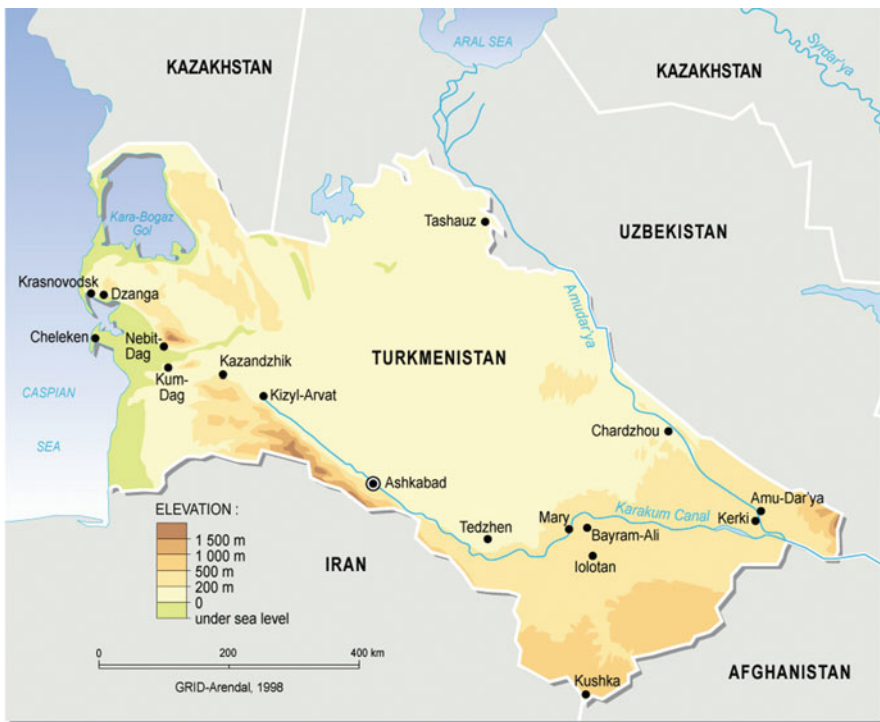 ARAL SEA
Syrdar'ya
KAZAKHSTAN
KAZAKHSTAN
Kara-Bogaz
Gol
Tashauz
UZBEKISTAN
Krasnovodsk
Dzanga
Amudar'ya
Cheleken
Nebit-
Dag
Kum-
Dag
Kazandzhik
TURKMENISTAN
Kizyl-Arvat
CASPIAN
SEA
Chardzhou
Ashkabad
Amu-Dar'ya
Karakum Canal
Kerki
Mary
Bayram-Ali
Tedzhen
Iolotan
IRAN
ELEVATION :
1 500 m
1 000 m
500 m
200 m
0
under sea level
0 200 400 km
GRID-Arendal, 1998
AFGHANISTAN
Kushka